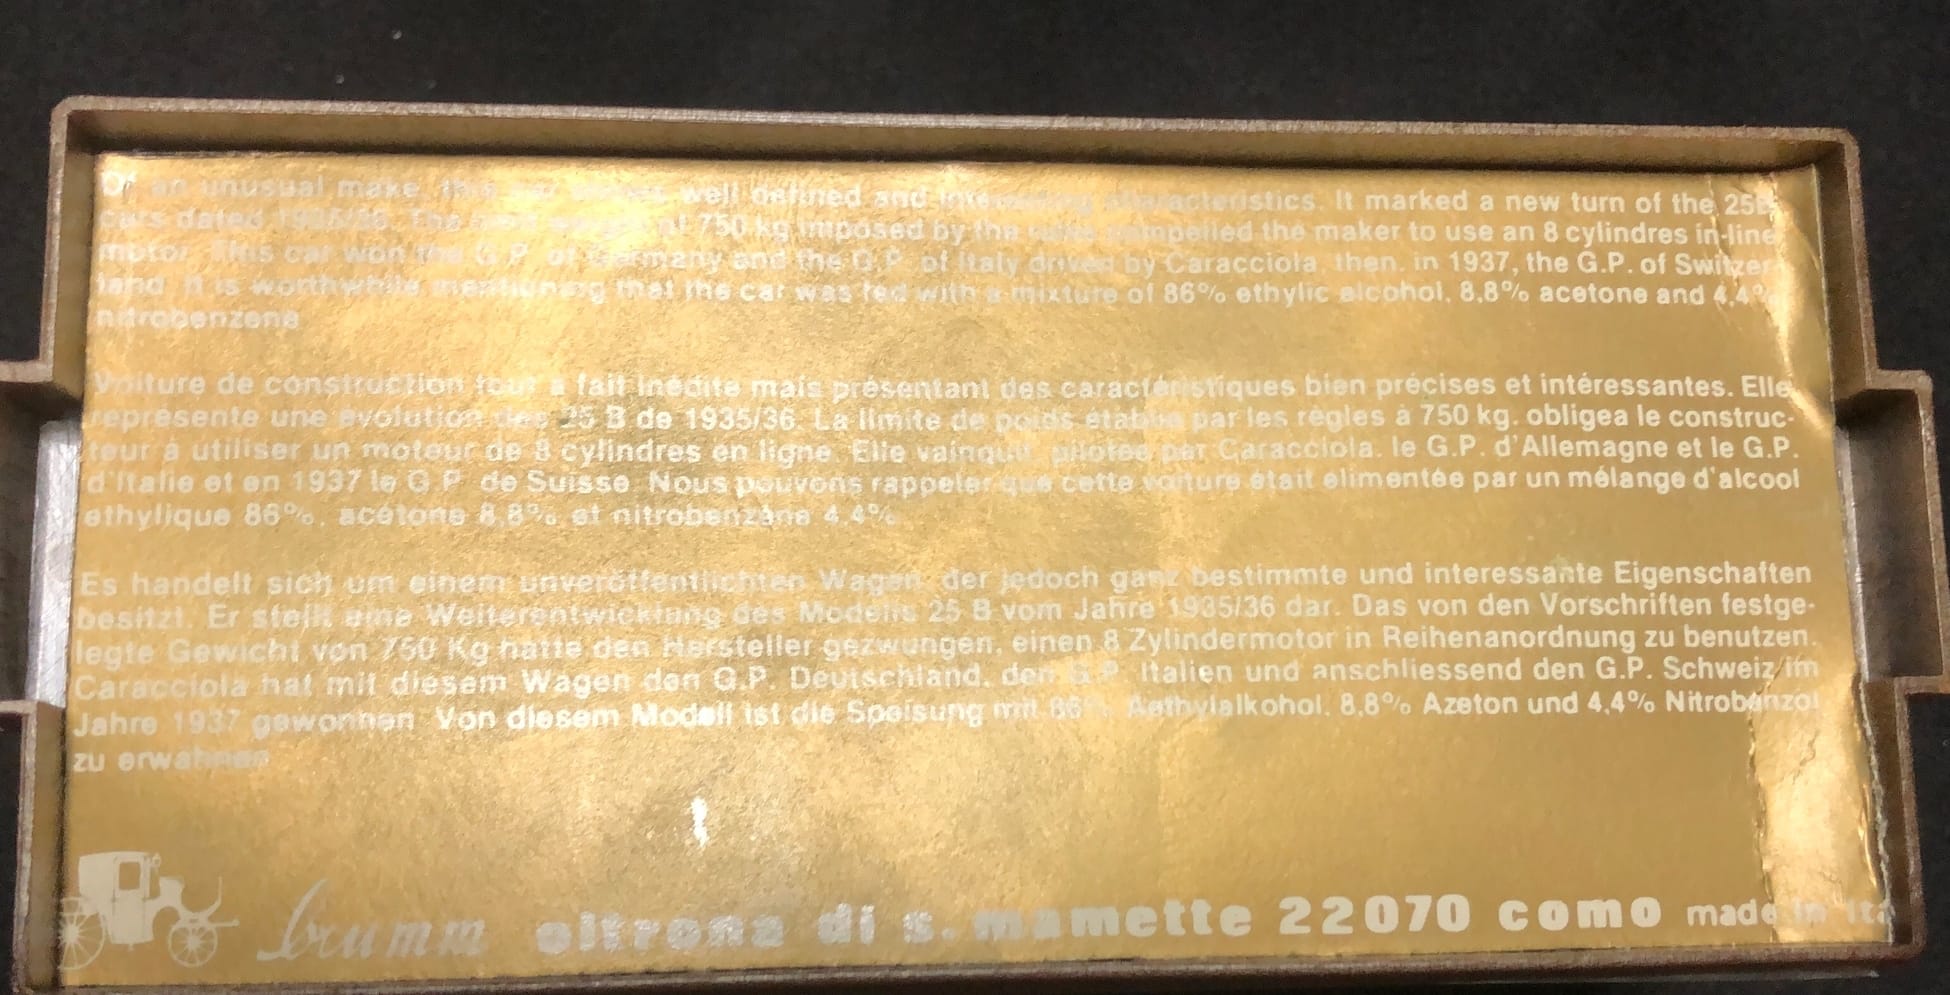 Of an unusual make, this car shows well defined and interesting characteristics. It marked a new turn of the 25B
cars dated 1935/36. The weight of 750 kg imposed by the rules compelled the maker to use an 8 cylindres in-line
motor. This car won the G.P. of Germany and the G.P. of Italy drived by Caracciola, then, in 1937, the G.P. of Switzer
land. It is worthwhile mentioning that the car was fed with a mixture of 86% ethylic alcohol, 8,8% acetone and 4,4%
nitrobenzene
Voiture de construction tout a fait inédite mais présentant des caractéristiques bien précises et intéressantes. Elle
représente une évolution des 25 B de 1935/36. La limite de poids établie par les règles à 750 kg. obligea le construc-
teur à utiliser un moteur de 8 cylindres en ligne. Elle vainquit, pilotée par Caracciola, le G.P. d'Allemagne et le G.P.
d'Italie et en 1937 le G.P. de Suisse. Nous pouvons rappeler que cette voiture était elimentée par un mélange d'alcool
ethylique 86%, acétone 8,8% et nitrobenzène 4,4%
Es handelt sich um einem unveröffentlichten Wagen, der jedoch ganz bestimmte und interessante Eigenschaften
besitzt. Er stellt eine Weiterentwicklung des Modells 25 B vom Jahre 1935/36 dar. Das von den Vorschriften festge-
legte Gewicht von 750 Kg hatte den Hersteller gezwungen, einen 8 Zylindermotor in Reihenanordnung zu benutzen.
Caracciola hat mit diesem Wagen den G.P. Deutschland, den G.P. Italien und anschliessend den G.P. Schweiz im
Jahre 1937 gewonnen. Von diesem Modell ist die Speisung mit 86% Aethylalkohol, 8,8% Azeton und 4,4% Nitrobenzol
zu erwähnen
brumm oltrona di s. mamette 22070 como made in